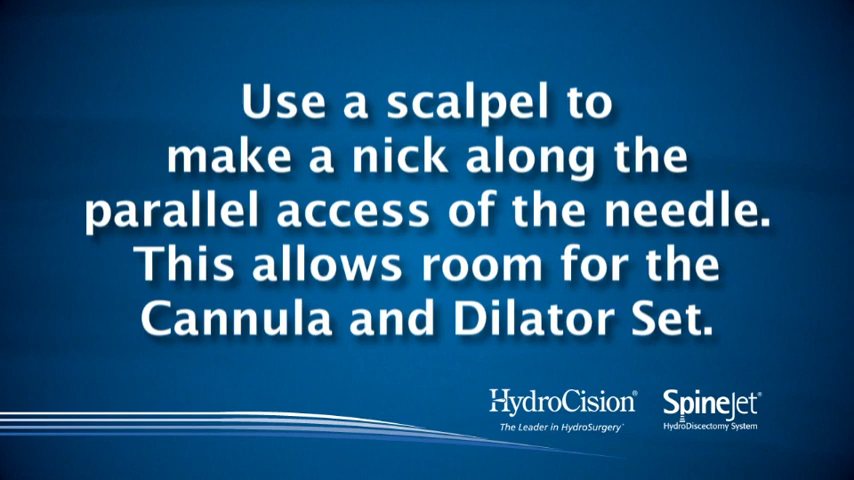 Use a scalpel to
make a nick along the
parallel access of the needle.
This allows room for the
Cannula and Dilator Set.
HydroCision®
The Leader in HydroSurgery™
SpineJet®
HydroDiscectomy System